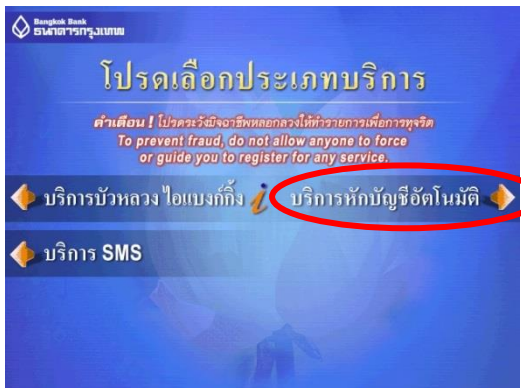 Bangkok Bank
ธนาคารกรุงเทพ
โปรดเลือกประเภทบริการ
คำเตือน ! โปรดระวังมิจฉาชีพหลอกลวงให้ทำรายการเพื่อการทุจริต
To prevent fraud, do not allow anyone to force
or guide you to register for any service.
บริการบัวหลวง ไอแบงก์กิ้ง
บริการหักบัญชีอัตโนมัติ
บริการ SMS